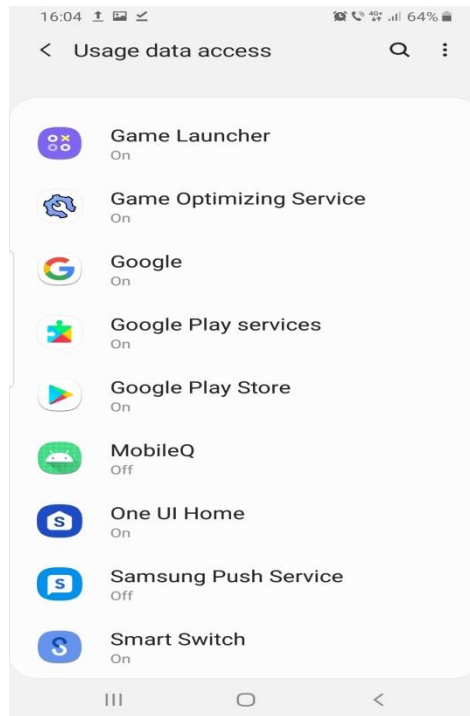 16:04 4G+ 64%
Usage data access
Game Launcher
On
Game Optimizing Service
On
Google
On
Google Play services
On
Google Play Store
On
MobileQ
Off
One UI Home
On
Samsung Push Service
Off
Smart Switch
On